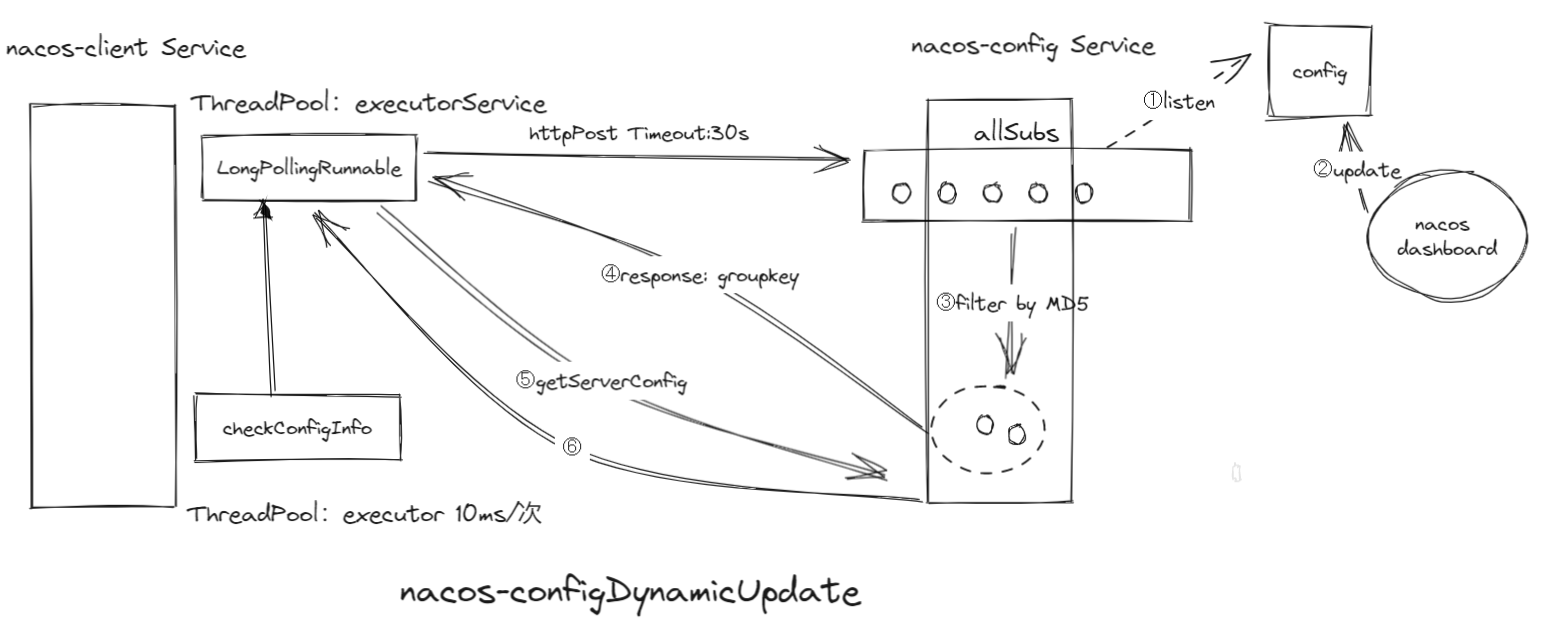 nacos-client Service
nacos-config Service
config
ThreadPool: executorService
①listen
httpPost Timeout:30s
allSubs
LongPollingRunnable
②update
nacos
dashboard
④response: groupkey
③filter by MD5
⑤getServerConfig
checkConfigInfo
⑥
ThreadPool: executor 10ms/次
nacos-configDynamicUpdate